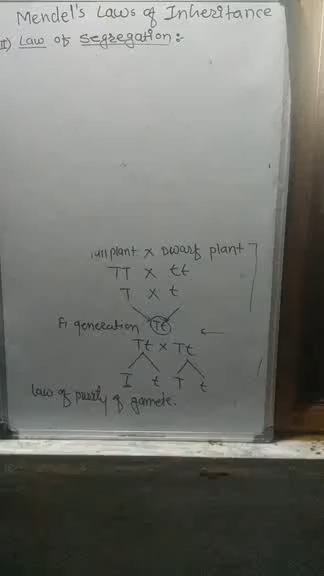 Mendel's Laws of Inheritance
II) Law of Segregation:-
Tall plant x Dwarf plant
TT x tt
T x t
F1 generation Tt
Tt x Tt
T t T t
Law of purity of gamete.